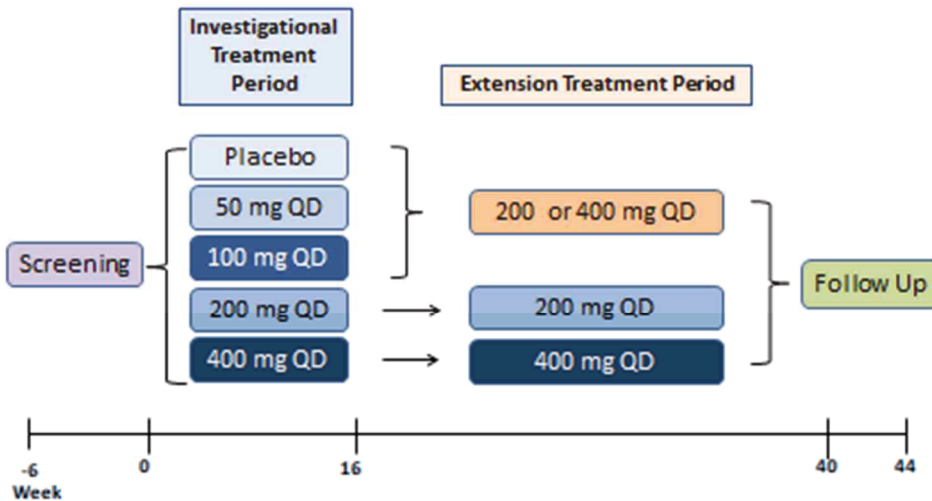 Investigational
Treatment
Period
Extension Treatment Period
Placebo
50 mg QD
200 or 400 mg QD
Screening
100 mg QD
Follow Up
200 mg QD
200 mg QD
400 mg QD
400 mg QD
-6
0
16
40
44
Week